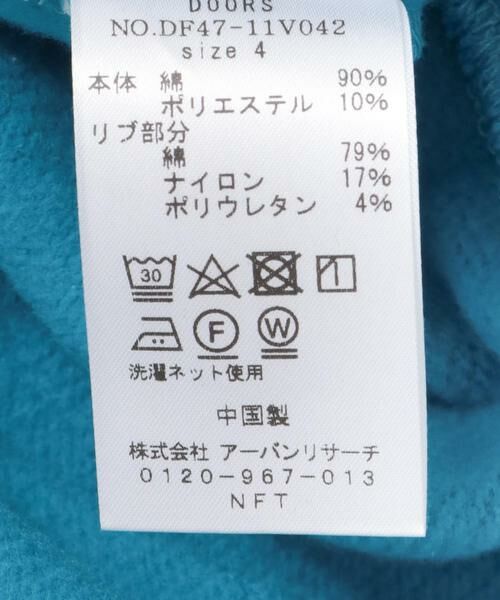 DOORS
NO.DF47-11V042
size 4
本体 綿 90%
ポリエステル 10%
リブ部分
綿 79%
ナイロン 17%
ポリウレタン 4%
30
F W
洗濯ネット使用
中国製
株式会社 アーバンリサーチ
0120-967-013
NFT